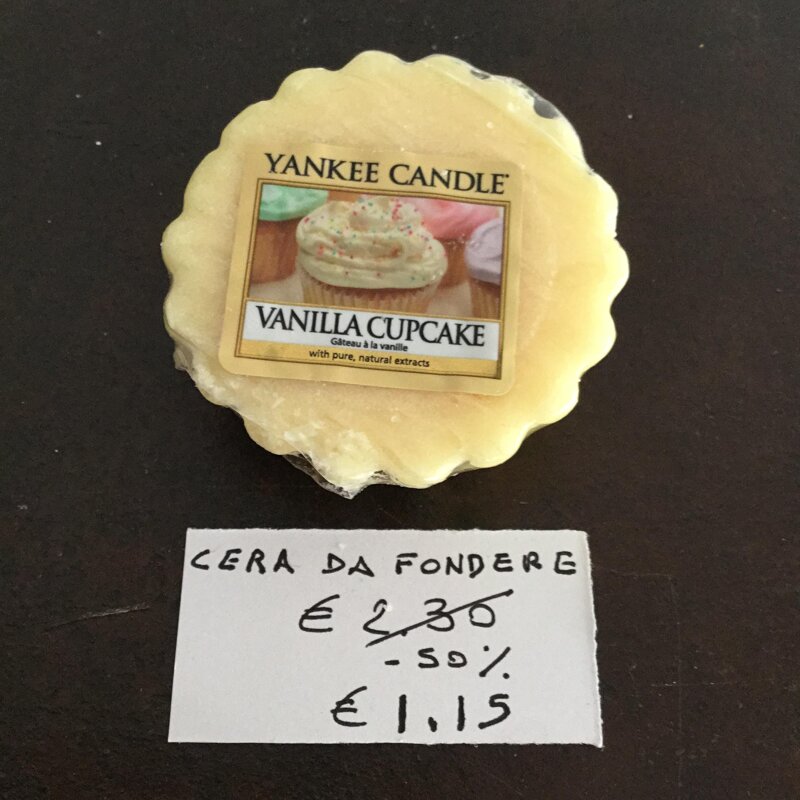 YANKEE CANDLE
VANILLA CUPCAKE
Gâteau à la vanille
with pure, natural extracts
CERA DA FONDERE
€ 2.30
-50%
€ 1.15